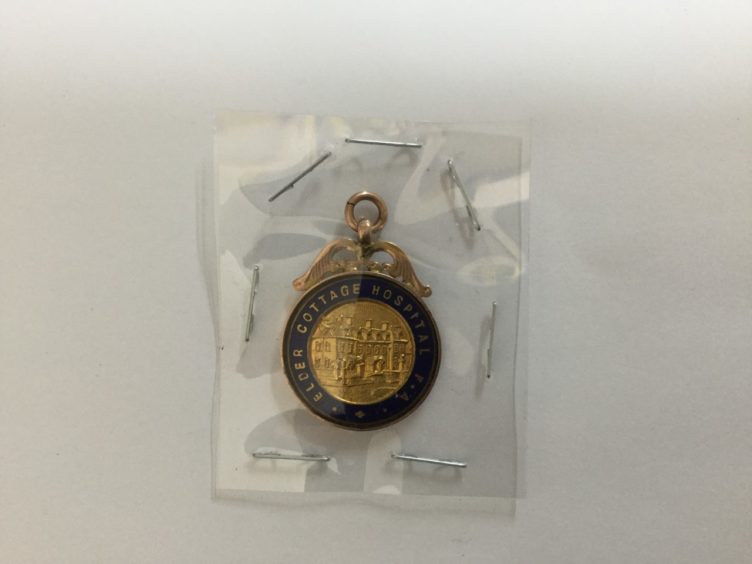 ELDER COTTAGE HOSPITAL F.A.